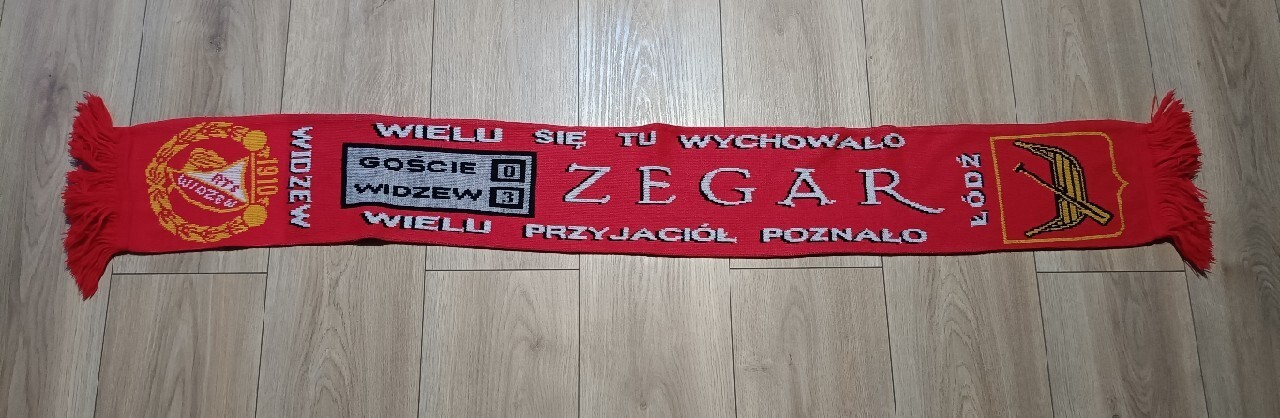 WIELU SIĘ TU WYCHOWAŁO
1910
RTS
WIDZEW
WIDZEW
GOŚCIE 0
WIDZEW 3
ZEGAR
ŁÓDŹ
WIELU PRZYJACIÓŁ POZNAŁO